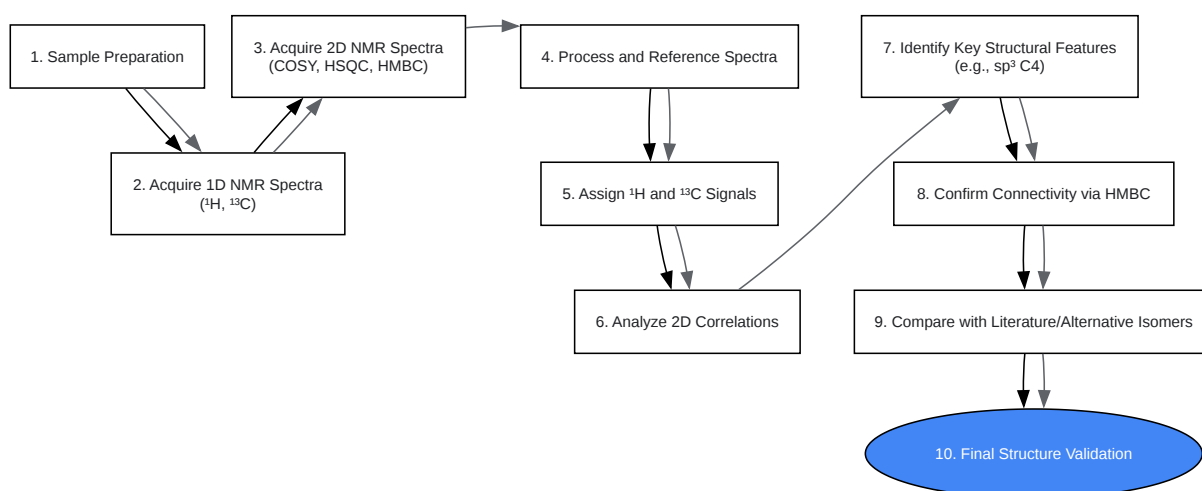 1. Sample Preparation
2. Acquire 1D NMR Spectra
(¹H, ¹³C)
3. Acquire 2D NMR Spectra
(COSY, HSQC, HMBC)
4. Process and Reference Spectra
5. Assign ¹H and ¹³C Signals
6. Analyze 2D Correlations
7. Identify Key Structural Features
(e.g., sp³ C4)
8. Confirm Connectivity via HMBC
9. Compare with Literature/Alternative Isomers
10. Final Structure Validation